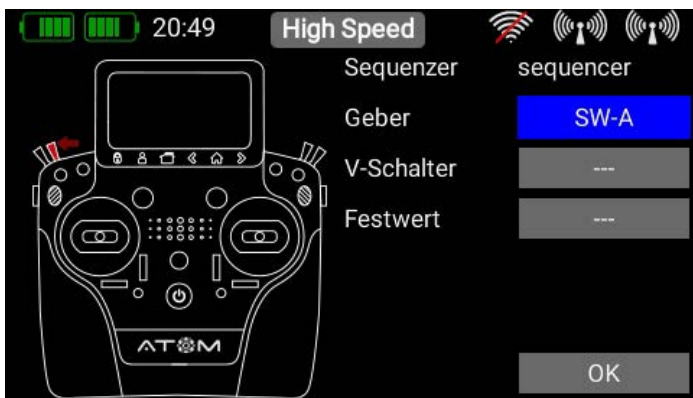 20:49 High Speed
Sequenzer sequencer
Geber SW-A
V-Schalter ---
Festwert ---
ATOM
OK